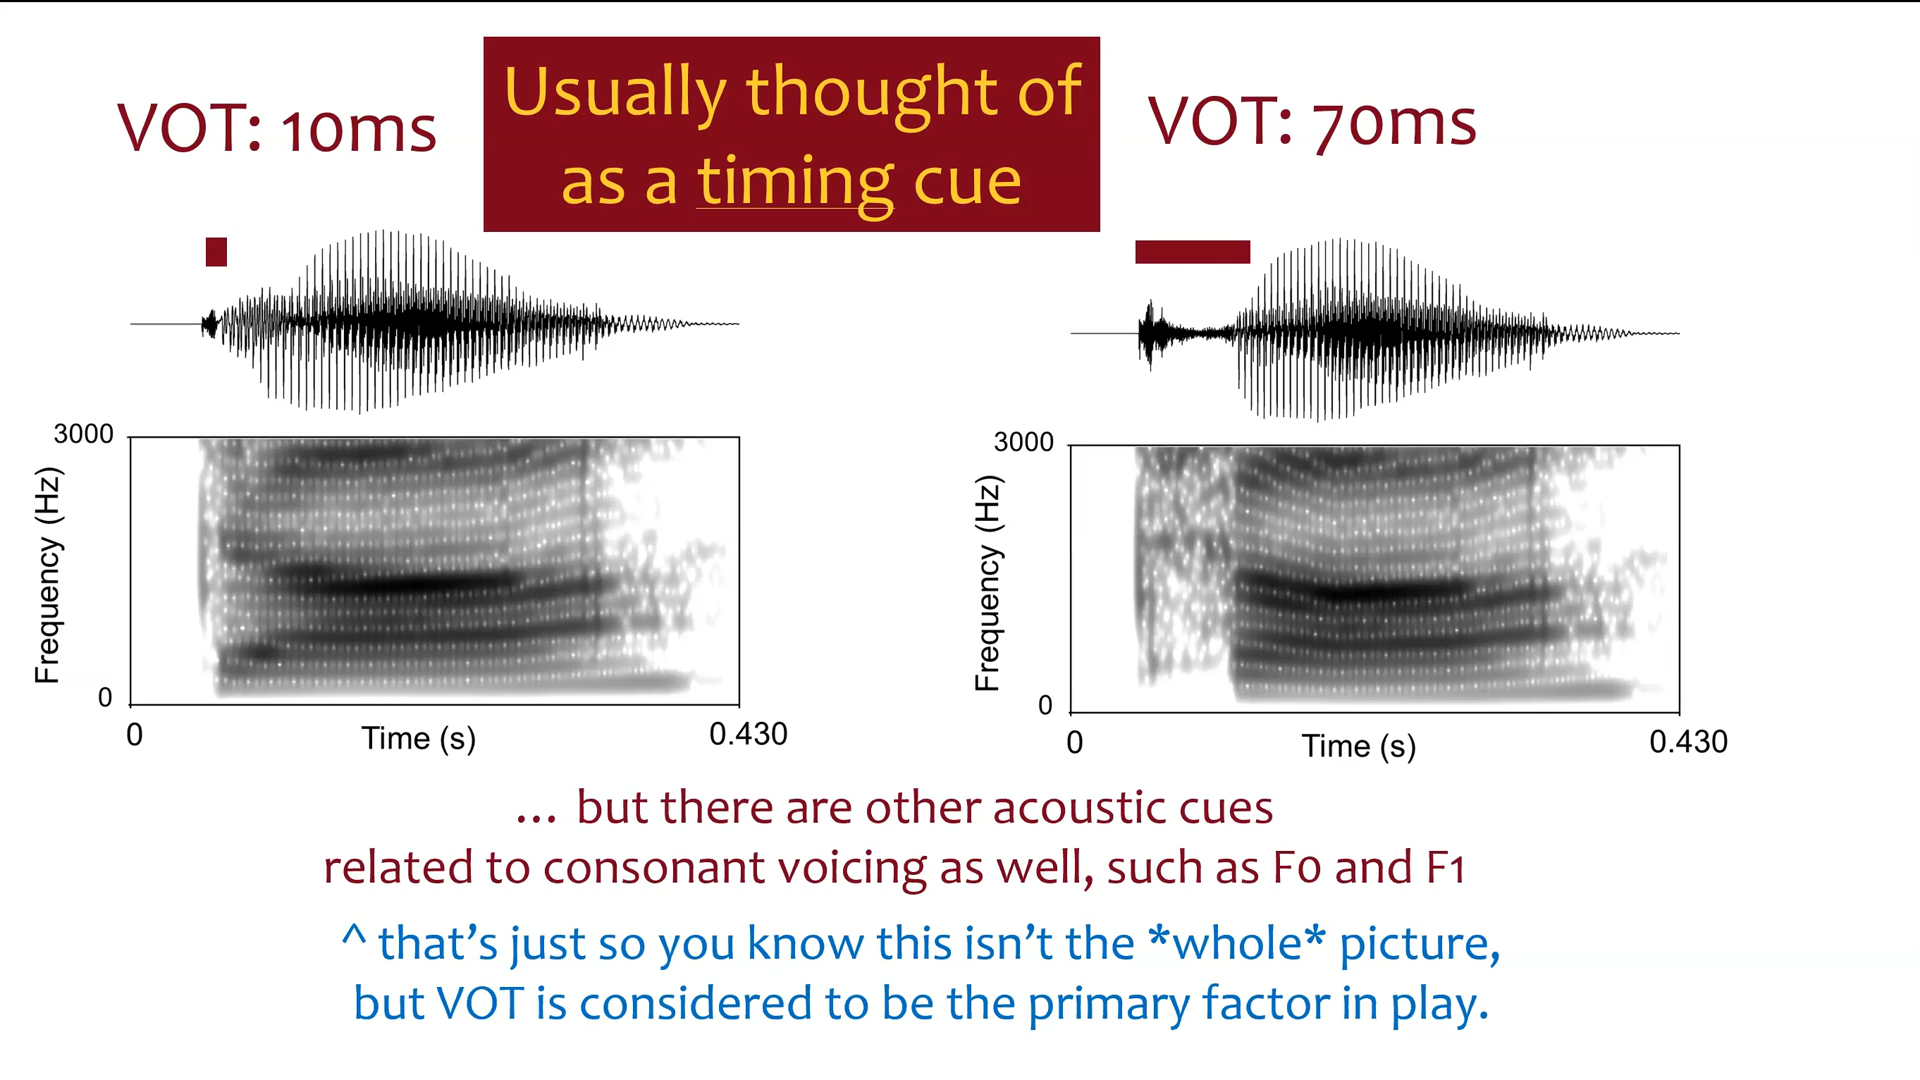 VOT: 10ms
Usually thought of
as a timing cue
VOT: 70ms
3000
Frequency (Hz)
0
0
Time (s)
0.430
3000
Frequency (Hz)
0
0
Time (s)
0.430
... but there are other acoustic cues
related to consonant voicing as well, such as F0 and F1
^ that’s just so you know this isn’t the *whole* picture,
but VOT is considered to be the primary factor in play.